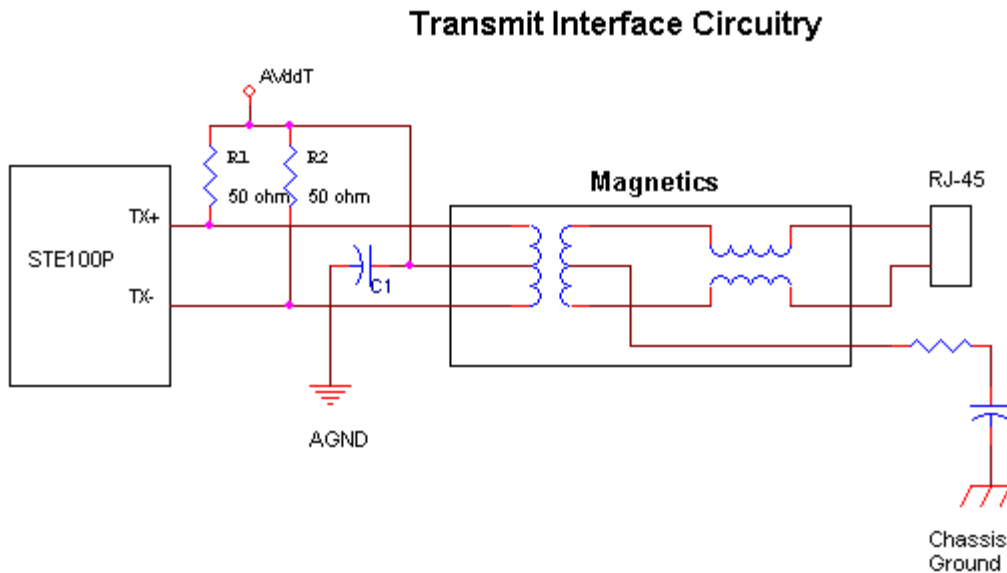 Transmit Interface Circuitry
AVddT
R1
R2
50 ohm
50 ohm
Magnetics
RJ-45
TX+
STE100P
TX-
C1
AGND
Chassis
Ground